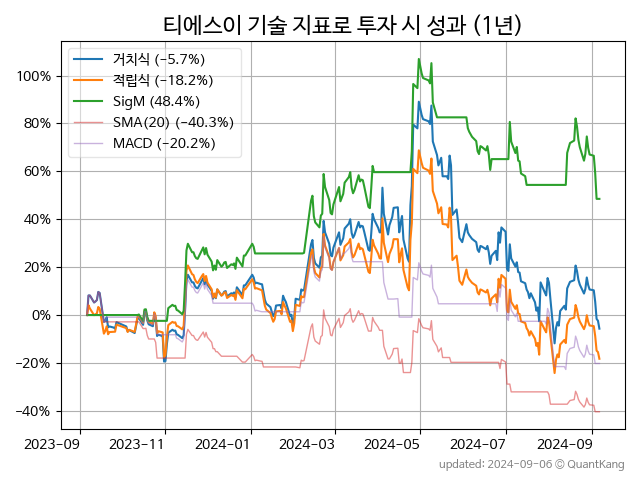 티에스이 기술 지표로 투자 시 성과 (1년)
거치식 (−5.7%)
적립식 (−18.2%)
SigM (48.4%)
SMA(20) (−40.3%)
MACD (−20.2%)
100%
80%
60%
40%
20%
0%
−20%
−40%
2023-09 2023-11 2024-01 2024-03 2024-05 2024-07 2024-09
updated: 2024-09-06 © QuantKang